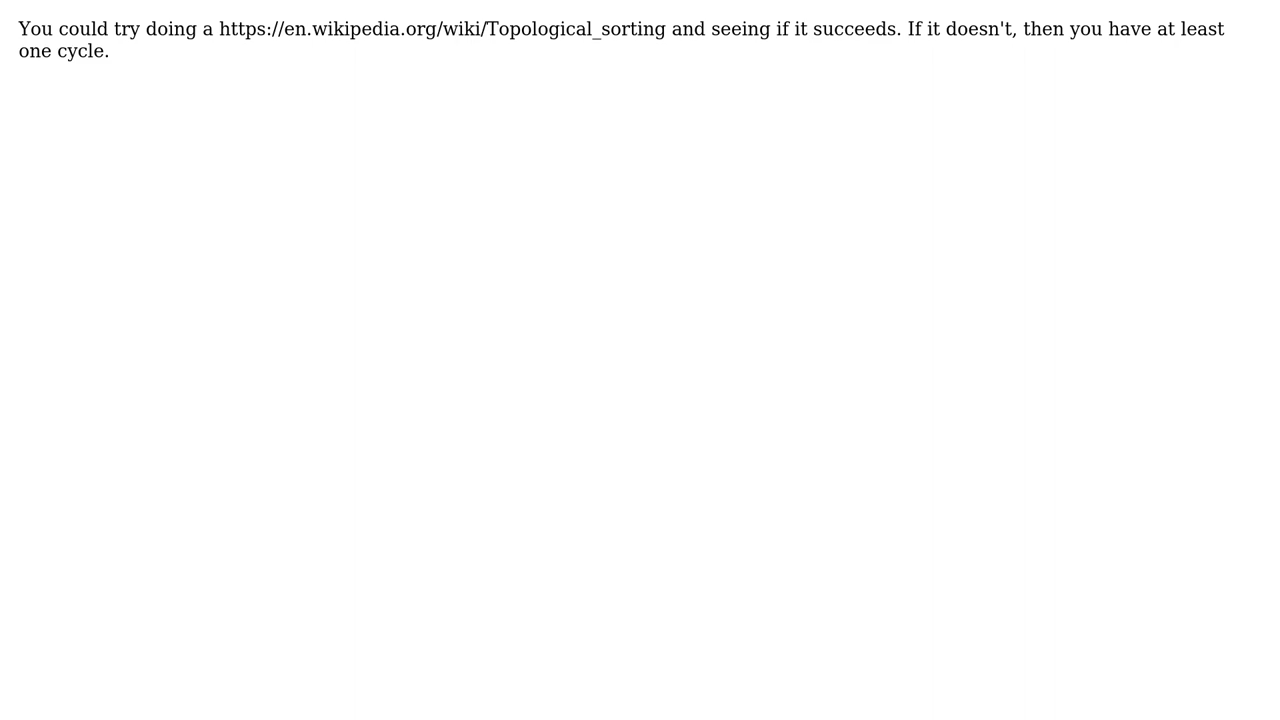 You could try doing a https://en.wikipedia.org/wiki/Topological_sorting and seeing if it succeeds. If it doesn't, then you have at least
one cycle.